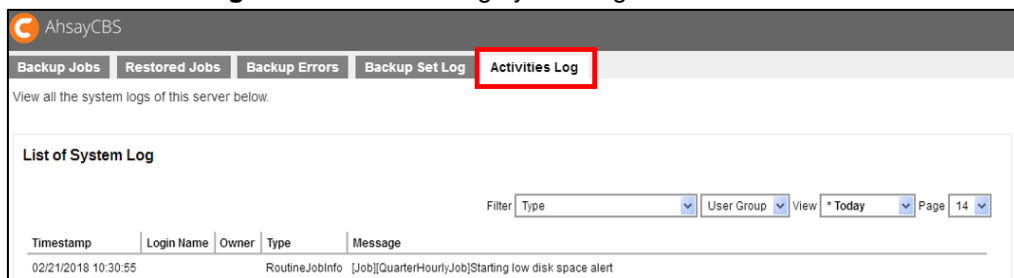 AhsayCBS
Backup Jobs Restored Jobs Backup Errors Backup Set Log Activities Log
View all the system logs of this server below.
List of System Log
Filter Type User Group View * Today Page 14
Timestamp Login Name Owner Type Message
02/21/2018 10:30:55 RoutineJobInfo [Job][QuarterHourlyJob]Starting low disk space alert